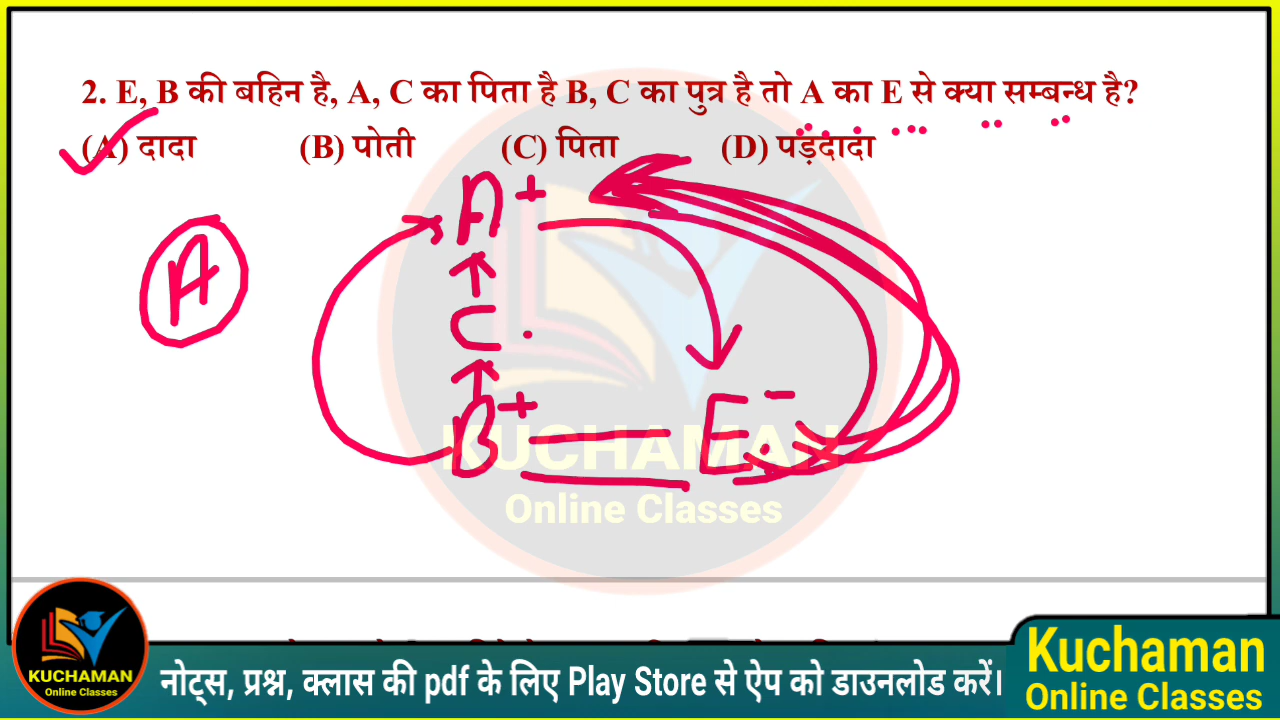 2. E, B की बहिन है, A, C का पिता है B, C का पुत्र है तो A का E से क्या सम्बन्ध है?
(A) दादा (B) पोती (C) पिता (D) पड़दादा
A +
A
C
B + E -
KUCHAMAN
Online Classes
KUCHAMAN
Online Classes
नोट्स, प्रश्न, क्लास की pdf के लिए Play Store से ऐप को डाउनलोड करें।
Kuchaman
Online Classes